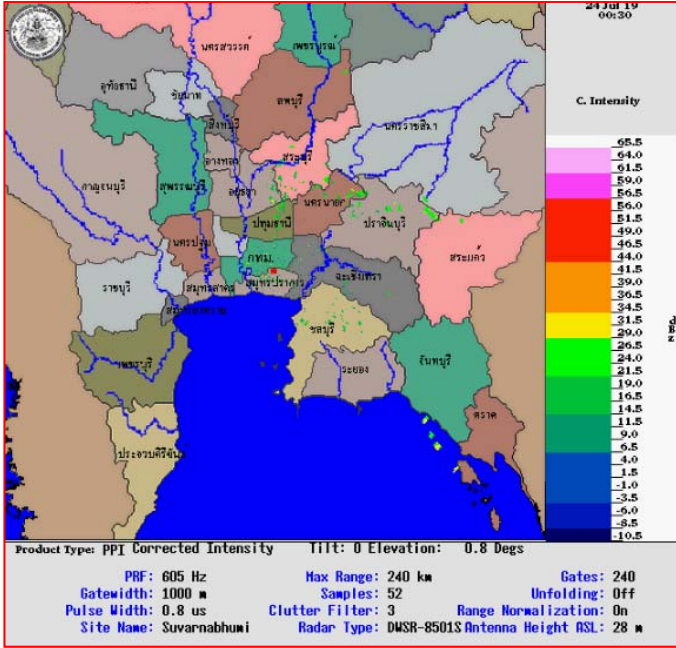 24 Jul 19
00:30
C. Intensity
นครสวรรค์
เพชรบูรณ์
อุทัยธานี
ชัยนาท
ลพบุรี
สิงห์บุรี
นครราชสีมา
อ่างทอง
สระบุรี
กาญจนบุรี
สุพรรณบุรี
อยุธยา
นครนายก
ปราจีนบุรี
ปทุมธานี
นครปฐม
กทม.
สระแก้ว
ฉะเชิงเทรา
ราชบุรี
สมุทรสาคร
สมุทรปราการ
ชลบุรี
เพชรบุรี
ระยอง
จันทบุรี
ตราด
ประจวบคีรีขันธ์
65.5
64.0
61.5
59.0
56.5
56.0
51.5
49.0
46.5
44.0
41.5
39.0
36.5
34.0
31.5
29.0
26.5
24.0
21.5
19.0
16.5
14.0
11.5
9.0
6.5
4.0
1.5
-1.0
-3.5
-6.0
-8.5
-10.5
Product Type: PPI Corrected Intensity Tilt: 0 Elevation: 0.8 Degs
PRF: 605 Hz Max Range: 240 km Gates: 240
Gatewidth: 1000 m Samples: 52 Unfolding: Off
Pulse Width: 0.8 us Clutter Filter: 3 Range Normalization: On
Site Name: Suvarnabhumi Radar Type: DWSR-8501S Antenna Height ASL: 28 m